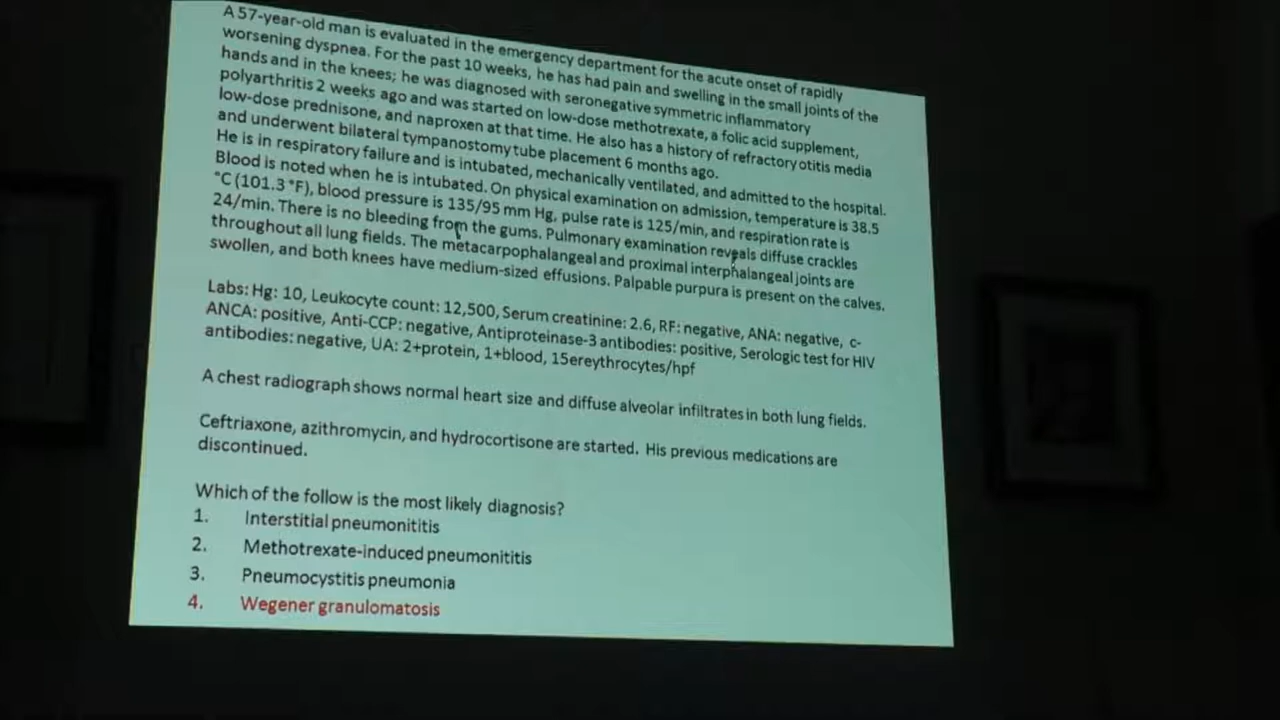 A 57-year-old man is evaluated in the emergency department for the acute onset of rapidly
worsening dyspnea. For the past 10 weeks, he has had pain and swelling in the small joints of the
hands and in the knees; he was diagnosed with seronegative symmetric inflammatory
polyarthritis 2 weeks ago and was started on low-dose methotrexate, a folic acid supplement,
low-dose prednisone, and naproxen at that time. He also has a history of refractory otitis media
and underwent bilateral tympanostomy tube placement 6 months ago.
He is in respiratory failure and is intubated, mechanically ventilated, and admitted to the hospital.
Blood is noted when he is intubated. On physical examination on admission, temperature is 38.5
°C (101.3 °F), blood pressure is 135/95 mm Hg, pulse rate is 125/min, and respiration rate is
24/min. There is no bleeding from the gums. Pulmonary examination reveals diffuse crackles
throughout all lung fields. The metacarpophalangeal and proximal interphalangeal joints are
swollen, and both knees have medium-sized effusions. Palpable purpura is present on the calves.
Labs: Hg: 10, Leukocyte count: 12,500, Serum creatinine: 2.6, RF: negative, ANA: negative, c-
ANCA: positive, Anti-CCP: negative, Antiproteinase-3 antibodies: positive, Serologic test for HIV
antibodies: negative, UA: 2+protein, 1+blood, 15ereythrocytes/hpf
A chest radiograph shows normal heart size and diffuse alveolar infiltrates in both lung fields.
Ceftriaxone, azithromycin, and hydrocortisone are started. His previous medications are
discontinued.
Which of the follow is the most likely diagnosis?
1. Interstitial pneumonititis
2. Methotrexate-induced pneumonititis
3. Pneumocystitis pneumonia
4. Wegener granulomatosis